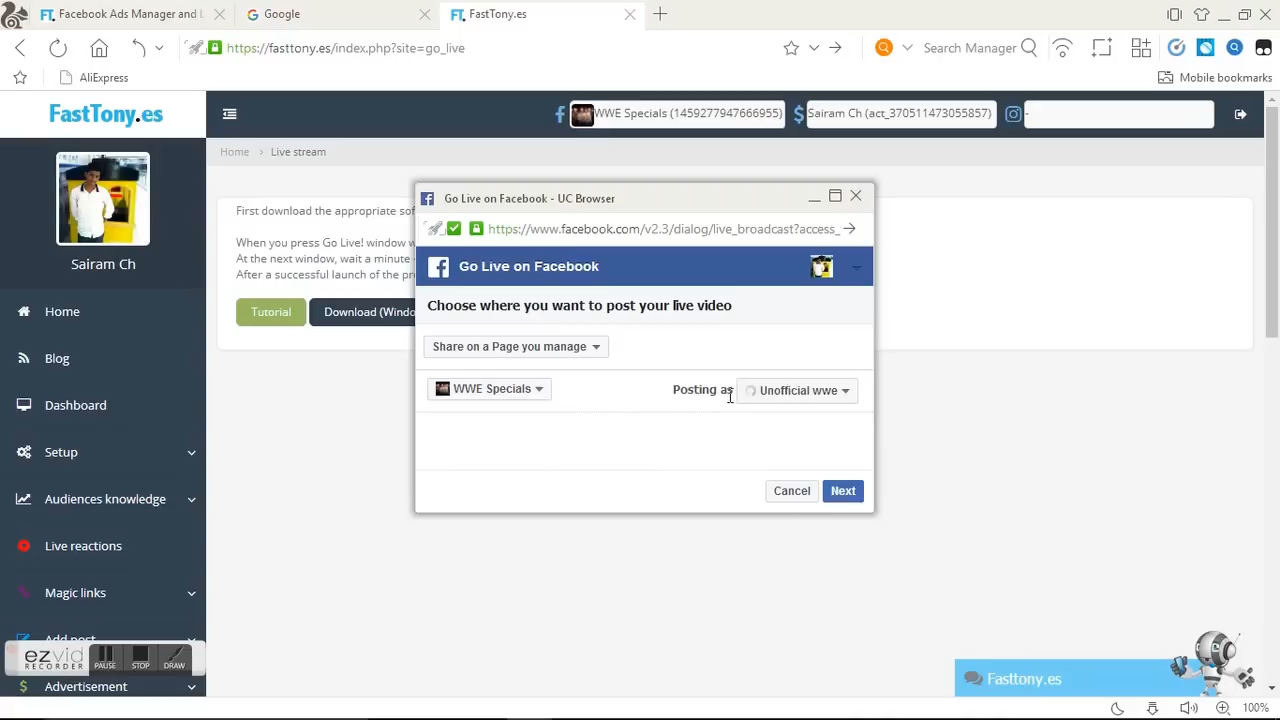 Facebook Ads Manager and L
Google
FastTony.es
https://fasttony.es/index.php?site=go_live
Search Manager
AliExpress
Mobile bookmarks
FastTony.es
WWE Specials (1459277947666955)
Sairam Ch (act_370511473055857)
-
Home > Live stream
Sairam Ch
First download the appropriate sof
When you press Go Live! window w
At the next window, wait a minute
After a successful launch of the pr
Tutorial
Download (Windo
Go Live on Facebook - UC Browser
https://www.facebook.com/v2.3/dialog/live_broadcast?access_
Go Live on Facebook
Choose where you want to post your live video
Share on a Page you manage
WWE Specials
Posting as
Unofficial wwe
Cancel
Next
Home
Blog
Dashboard
Setup
Audiences knowledge
Live reactions
Magic links
Add post
Advertisement
ezvid
RECORDER
PAUSE
STOP
DRAW
Fasttony.es
100%